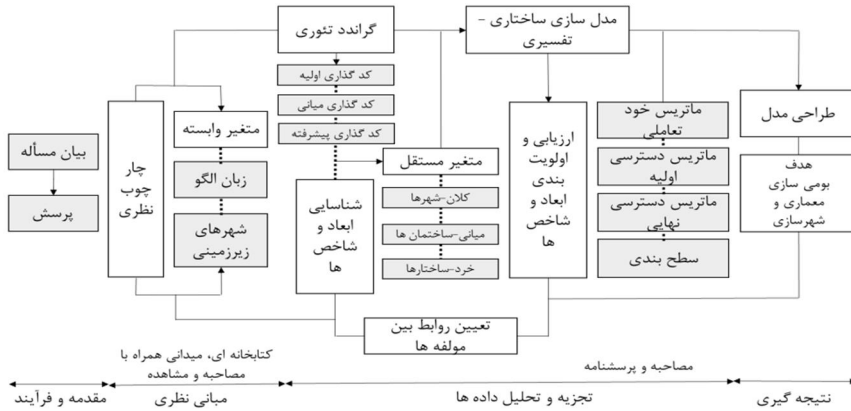 گراندد تئوری
مدل سازی ساختاری –
تفسیری
کد گذاری اولیه
کد گذاری میانی
کد گذاری پیشرفته
بیان مسأله
پرسش
چار
چوب
نظری
متغیر وابسته
زبان الگو
شهرهای
زیرزمینی
شناسایی
ابعاد و
شاخص
ها
متغیر مستقل
کلان-شهرها
میانی-ساختمان ها
خرد-ساختارها
ارزیابی و
اولویت
بندی
ابعاد و
شاخص
ها
ماتریس خود
تعاملی
ماتریس دسترسی
اولیه
ماتریس دسترسی
نهایی
سطح بندی
طراحی مدل
هدف
بومی سازی
معماری و
شهرسازی
تعیین روابط بین
مولفه ها
کتابخانه ای، میدانی همراه با
مصاحبه و مشاهده
مصاحبه و پرسشنامه
مقدمه و فرآیند
مبانی نظری
تجزیه و تحلیل داده ها
نتیجه گیری